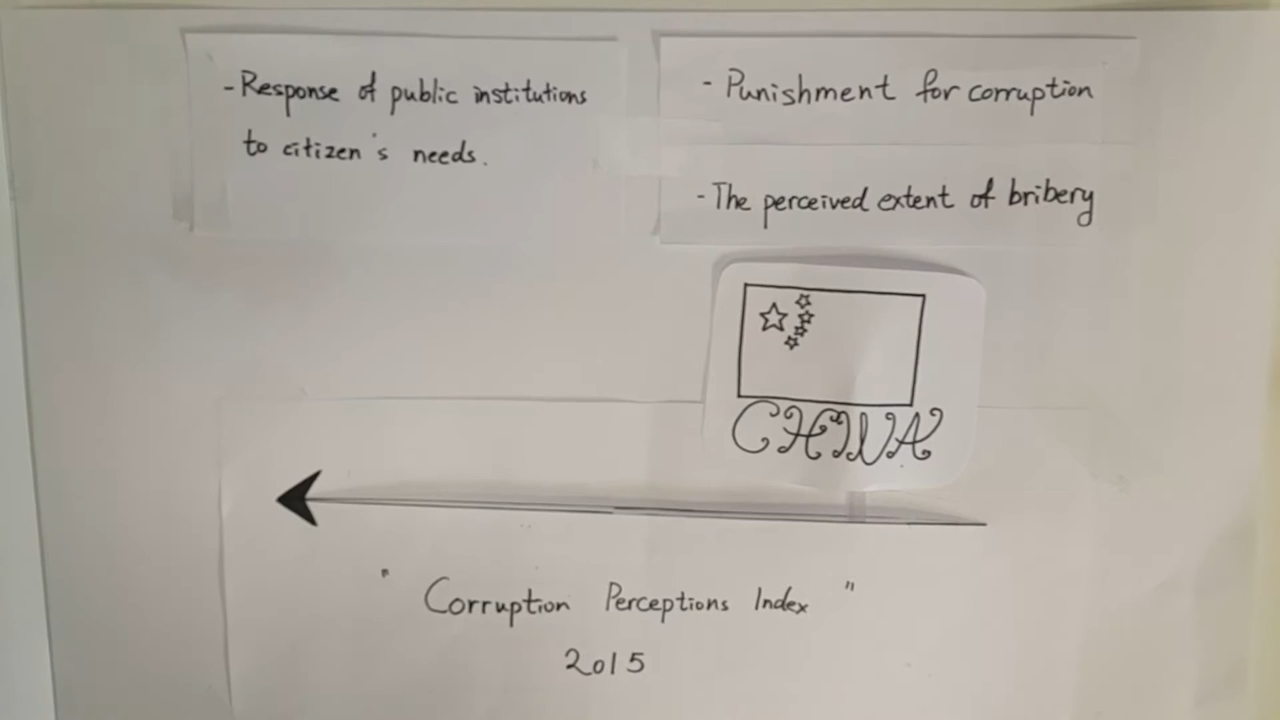 - Response of public institutions
to citizen's needs.
- Punishment for corruption
- The perceived extent of bribery
CHINA
" Corruption Perceptions Index "
2015